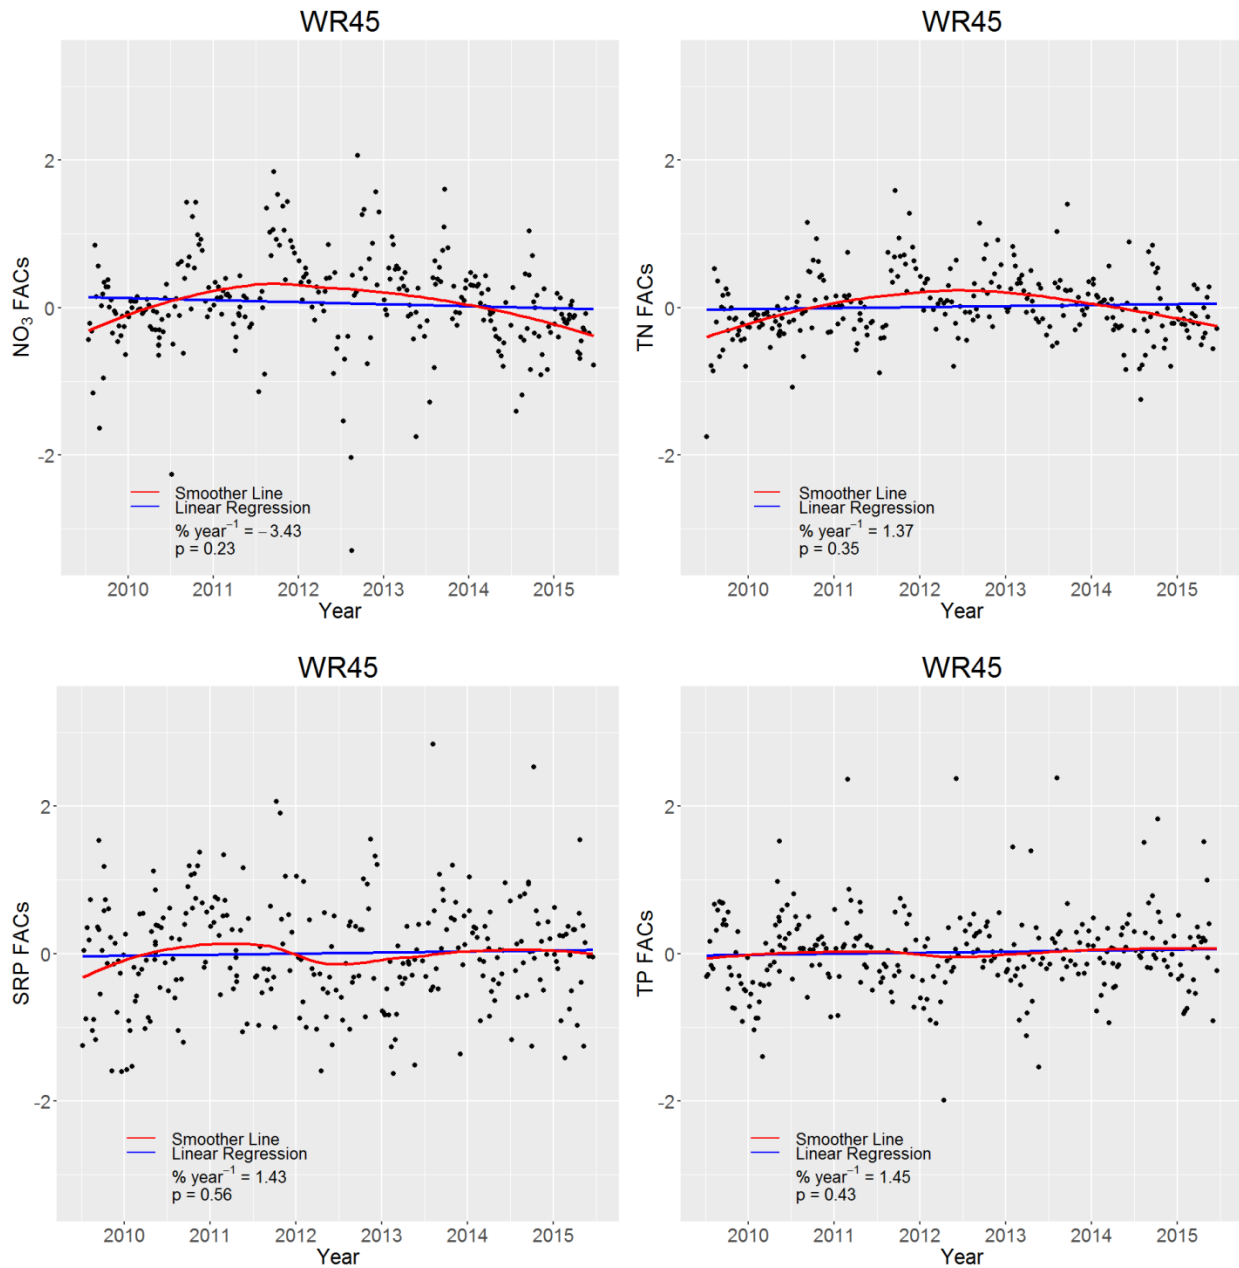 WR45
NO3 FACs
2
0
-2
Smoother Line
Linear Regression
% year−1 = −3.43
p = 0.23
2010 2011 2012 2013 2014 2015
Year
WR45
TN FACs
2
0
-2
Smoother Line
Linear Regression
% year−1 = 1.37
p = 0.35
2010 2011 2012 2013 2014 2015
Year
WR45
SRP FACs
2
0
-2
Smoother Line
Linear Regression
% year−1 = 1.43
p = 0.56
2010 2011 2012 2013 2014 2015
Year
WR45
TP FACs
2
0
-2
Smoother Line
Linear Regression
% year−1 = 1.45
p = 0.43
2010 2011 2012 2013 2014 2015
Year